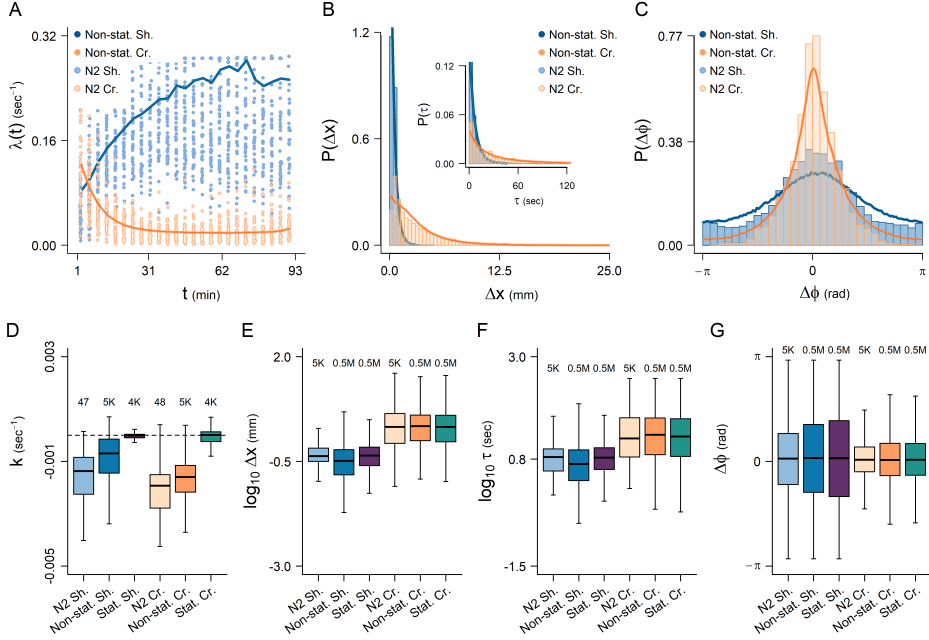 A
Non-stat. Sh.
Non-stat. Cr.
N2 Sh.
N2 Cr.
λ(t) (sec⁻¹)
0.32
0.16
0.00
1
31
62
93
t (min)
B
Non-stat. Sh.
Non-stat. Cr.
N2 Sh.
N2 Cr.
P(Δx)
1.2
0.6
0.0
0.0
12.5
25.0
Δx (mm)
P(τ)
0.12
0.06
0.00
0
60
120
τ (sec)
C
Non-stat. Sh.
Non-stat. Cr.
N2 Sh.
N2 Cr.
P(Δϕ)
0.77
0.38
0.00
−π
0
π
Δϕ (rad)
D
k (sec⁻¹)
0.003
-0.001
-0.005
47
5K
4K
48
5K
4K
N2 Sh.
Non-stat. Sh.
Stat. Sh.
N2 Cr.
Non-stat. Cr.
Stat. Cr.
E
log₁₀ Δx (mm)
2.0
-0.5
-3.0
5K
0.5M
0.5M
5K
0.5M
0.5M
N2 Sh.
Non-stat. Sh.
Stat. Sh.
N2 Cr.
Non-stat. Cr.
Stat. Cr.
F
log₁₀ τ (sec)
3.0
0.8
-1.5
5K
0.5M
0.5M
5K
0.5M
0.5M
N2 Sh.
Non-stat. Sh.
Stat. Sh.
N2 Cr.
Non-stat. Cr.
Stat. Cr.
G
Δϕ (rad)
π
0
−π
5K
0.5M
0.5M
5K
0.5M
0.5M
N2 Sh.
Non-stat. Sh.
Stat. Sh.
N2 Cr.
Non-stat. Cr.
Stat. Cr.